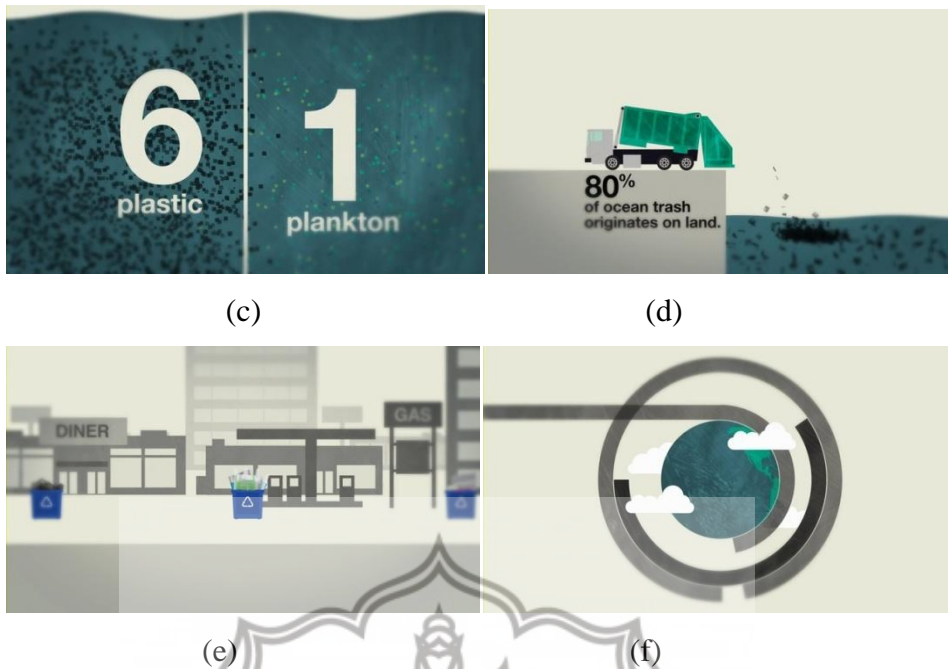 6
plastic
1
plankton
80%
of ocean trash
originates on land.
(c)
(d)
DINER
GAS
(e)
(f)